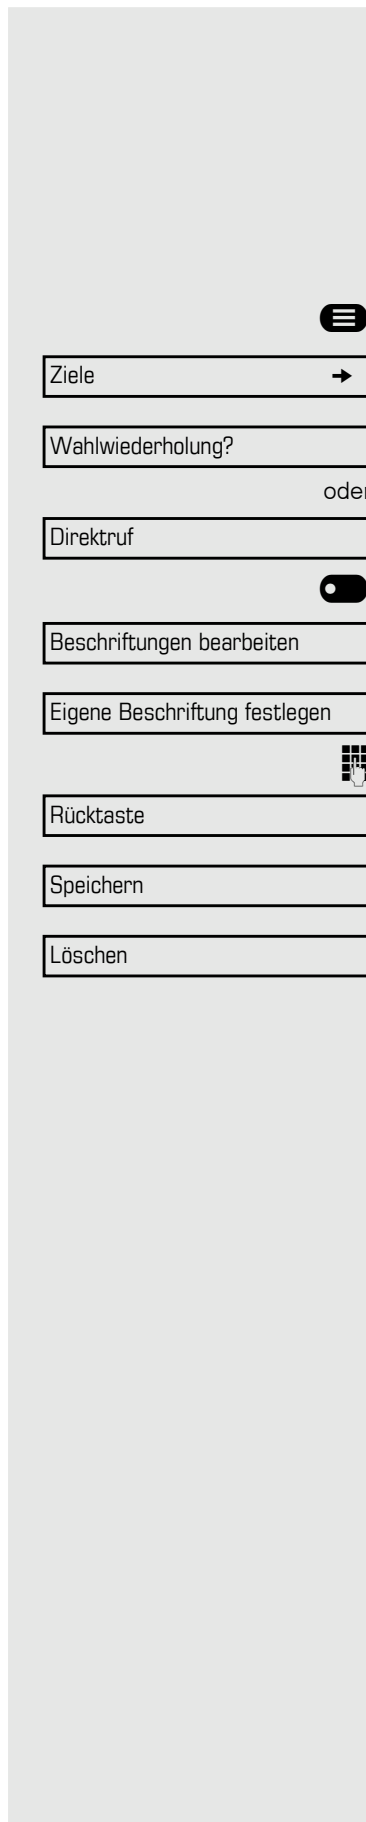 Ziele
Wahlwiederholung?
oder
Direktruf
Beschriftungen bearbeiten
Eigene Beschriftung festlegen
Rücktaste
Speichern
Löschen